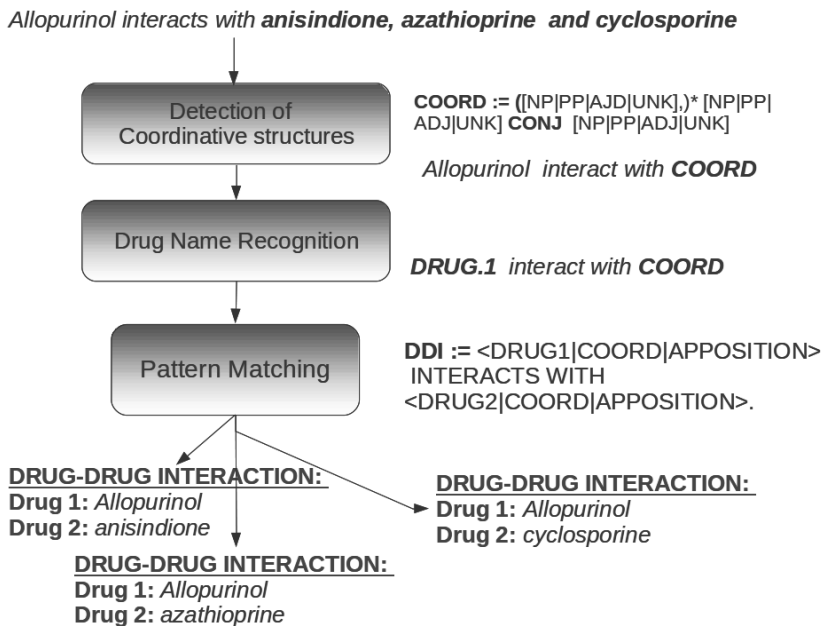 Allopurinol interacts with anisindione, azathioprine and cyclosporine
Detection of
Coordinative structures
COORD := ([NP|PP|AJD|UNK],)* [NP|PP|
ADJ|UNK] CONJ [NP|PP|ADJ|UNK]
Allopurinol interact with COORD
Drug Name Recognition
DRUG.1 interact with COORD
Pattern Matching
DDI := <DRUG1|COORD|APPOSITION>
INTERACTS WITH
<DRUG2|COORD|APPOSITION>.
DRUG-DRUG INTERACTION:
Drug 1: Allopurinol
Drug 2: anisindione
DRUG-DRUG INTERACTION:
Drug 1: Allopurinol
Drug 2: cyclosporine
DRUG-DRUG INTERACTION:
Drug 1: Allopurinol
Drug 2: azathioprine